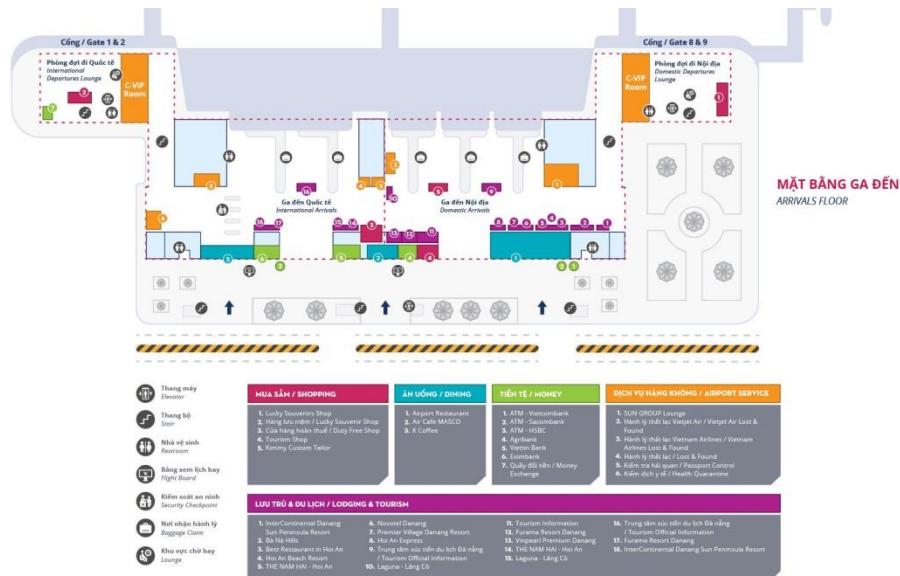 Cổng / Gate 1 & 2
Cổng / Gate 8 & 9
Phòng đợi đi Quốc tế
International
Departures Lounge
C-VIP
Room
C-VIP
Room
Phòng đợi đi Nội địa
Domestic Departures
Lounge
MẶT BẰNG GA ĐẾN
ARRIVALS FLOOR
Ga đến Quốc tế
International Arrivals
Ga đến Nội địa
Domestic Arrivals
Thang máy
Elevator
Thang bộ
Stair
Nhà vệ sinh
Restroom
Bảng xem lịch bay
Flight Board
Kiểm soát an ninh
Security Checkpoint
Nơi nhận hành lý
Baggage Claim
Khu vực chờ bay
Lounge
MUA SẮM / SHOPPING
1. Lucky Souvenirs Shop
2. Hàng lưu niệm / Lucky Souvenir Shop
3. Cửa hàng hoàn thuế / Duty Free Shop
4. Tourism Shop
5. Kimmy Custom Tailor
ĂN UỐNG / DINING
1. Airport Restaurant
2. Air Cafe MASCO
3. K Coffee
TIỀN TỆ / MONEY
1. ATM - Vietcombank
2. ATM - Sacombank
3. ATM - HSBC
4. Agribank
5. Viettin Bank
6. Eximbank
7. Quầy đổi tiền / Money
Exchange
DỊCH VỤ HÀNG KHÔNG / AIRPORT SERVICE
1. SUN GROUP Lounge
2. Hành lý thất lạc Vietjet Air / Vietjet Air Lost &
Found
3. Hành lý thất lạc Vietnam Airlines / Vietnam
Airlines Lost & Found
4. Hành lý thất lạc / Lost & Found
5. Kiểm tra hải quan / Passport Control
6. Kiểm dịch y tế / Health Quarantine
LƯU TRÚ & DU LỊCH / LODGING & TOURISM
1. InterContinental Danang
Sun Peninsula Resort
2. Bà Nà Hills
3. Best Restaurant in Hoi An
4. Hoi An Beach Resort
5. THE NAM HAI - Hoi An
6. Novotel Danang
7. Premier Village Danang Resort
8. Hoi An Express
9. Trung tâm xúc tiến du lịch Đà nẵng
/ Tourism Official Information
10. Laguna - Lăng Cô
11. Tourism Information
12. Furama Resort Danang
13. Vinpearl Premium Danang
14. THE NAM HAI - Hoi An
15. Laguna - Lăng Cô
16. Trung tâm xúc tiến du lịch Đà nẵng
/ Tourism Official Information
17. Furama Resort Danang
18. InterContinental Danang Sun Peninsula Resort